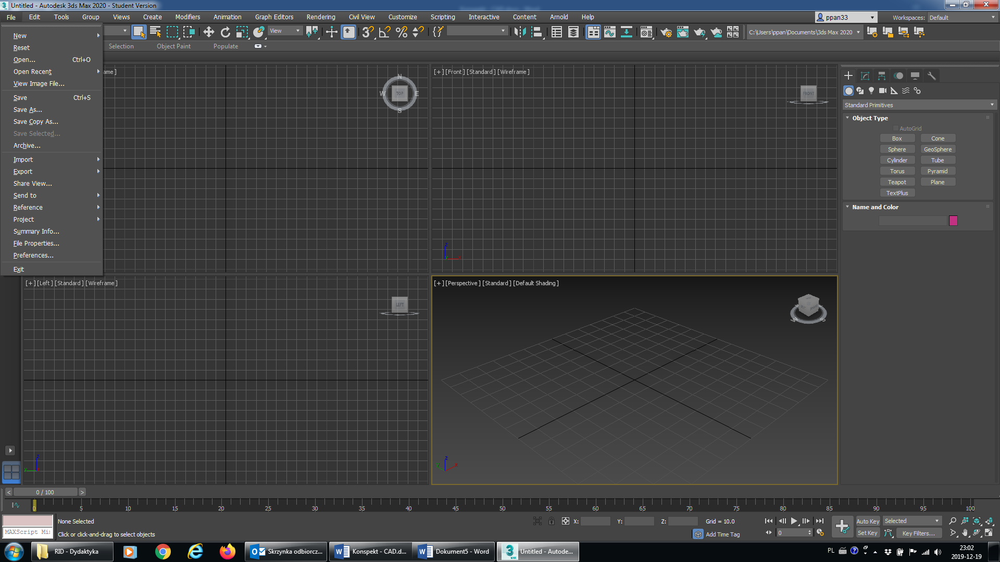 Untitled - Autodesk 3ds Max 2020 - Student Version
File Edit Tools Group Views Create Modifiers Animation Graph Editors Rendering Civil View Customize Scripting Interactive Content Arnold Help ppan33 Workspaces: Default
View C:\Users\ppan\Documents\3ds Max 2020
Selection Object Paint Populate
New
Reset
Open... Ctrl+O
Open Recent
View Image File...
Save Ctrl+S
Save As...
Save Copy As...
Save Selected...
Archive...
Import
Export
Share View...
Send to
Reference
Project
Summary Info...
File Properties...
Preferences...
Exit
ame ]
N
W TOP E
S
[+] [Front] [Standard] [Wireframe]
FRONT
z
y x
[+] [Left] [Standard] [Wireframe]
LEFT
z
y
[+] [Perspective] [Standard] [Default Shading]
z
y x
Standard Primitives
Object Type
AutoGrid
Box Cone
Sphere GeoSphere
Cylinder Tube
Torus Pyramid
Teapot Plane
TextPlus
Name and Color
< 0 / 100 >
0 5 10 15 20 25 30 35 40 45 50 55 60 65 70 75 80 85 90 95 100
None Selected X: Y: Z: Grid = 10.0 Auto Key Selected
MAXScript Mi
Click or click-and-drag to select objects Add Time Tag 0 Set Key Key Filters...
RID - Dydaktyka Skrzynka odbiorcz... Konspekt - CAD.d... Dokument5 - Word Untitled - Autode... PL 23:02
2019-12-19